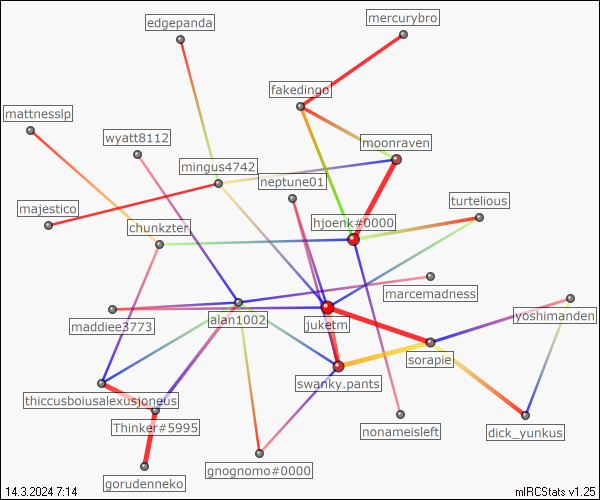 mercurybro
edgepanda
fakedingo
mattnesslp
wyatt8112
moonraven
mingus4742
neptune01
turtelious
majestico
hjoenk#0000
chunkzter
marcemadness
yoshimanden
alan1002
maddiee3773
juketm
sorapie
swanky.pants
thiccusboiusalexusjoneus
Thinker#5995
nonameisleft
dick_yunkus
gnognomo#0000
gorudenneko
14.3.2024 7:14
mIRCStats v1.25